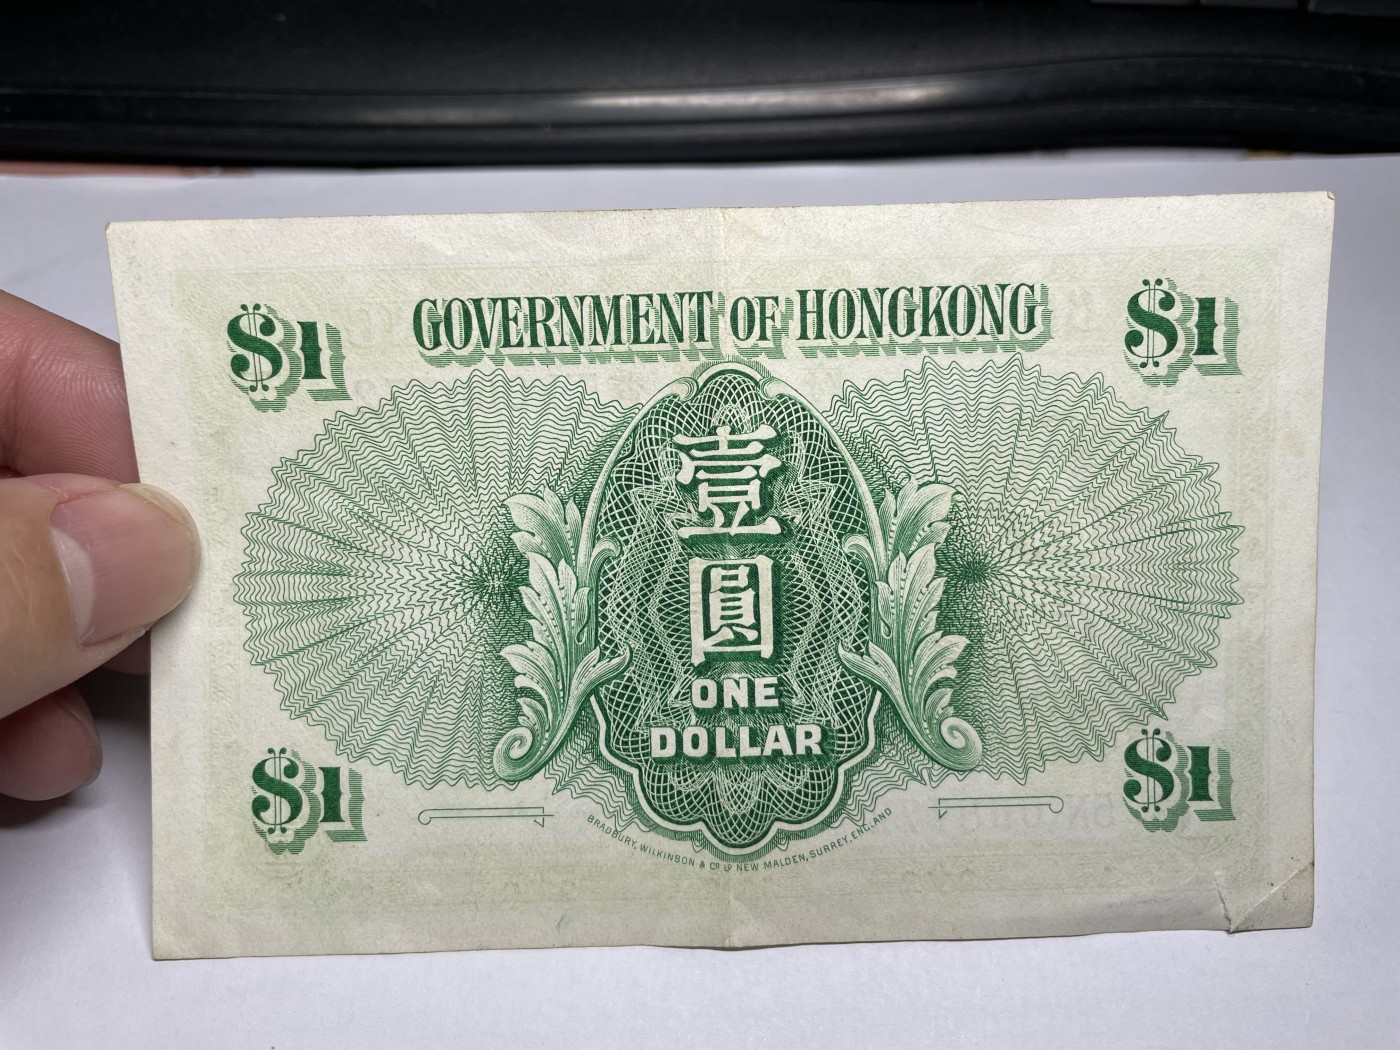 $1 GOVERNMENT OF HONGKONG $1
壹
圓
ONE
DOLLAR
$1 $1
BRADBURY, WILKINSON & Cº Lᴰ NEW MALDEN, SURREY, ENGLAND